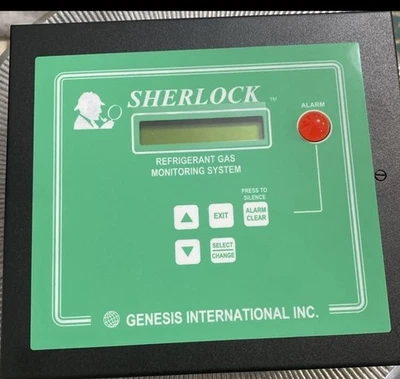 SHERLOCK TM
ALARM
REFRIGERANT GAS
MONITORING SYSTEM
PRESS TO
SILENCE
EXIT
ALARM
CLEAR
SELECT
CHANGE
GENESIS INTERNATIONAL INC.